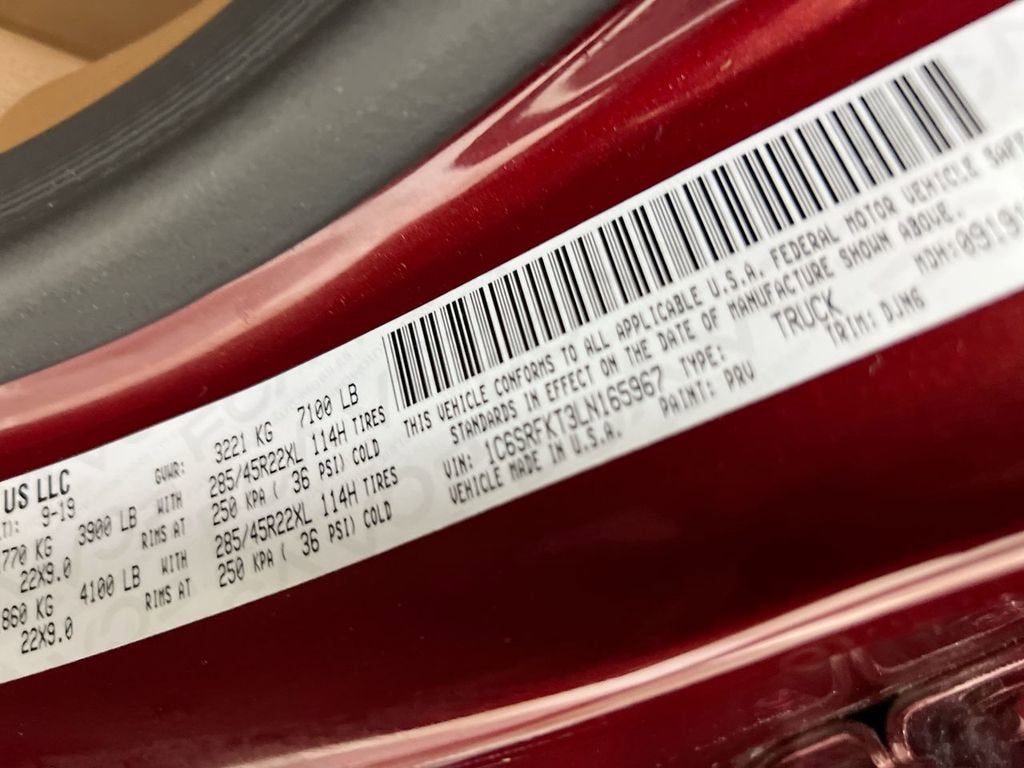 US LLC
T): 9-19
GVWR: 3221 KG 7100 LB
770 KG 3900 LB WITH 285/45R22XL 114H TIRES
22X9.0 RIMS AT 250 KPA ( 36 PSI) COLD
860 KG 4100 LB WITH 285/45R22XL 114H TIRES
22X9.0 RIMS AT 250 KPA ( 36 PSI) COLD
THIS VEHICLE CONFORMS TO ALL APPLICABLE U.S.A. FEDERAL MOTOR VEHICLE SAFT
STANDARDS IN EFFECT ON THE DATE OF MANUFACTURE SHOWN ABOVE.
VIN: 1C6SRFKT3LN165967 TYPE: TRUCK MDH: 09191
VEHICLE MADE IN U.S.A. PAINT: PRV TRIM: DJNG